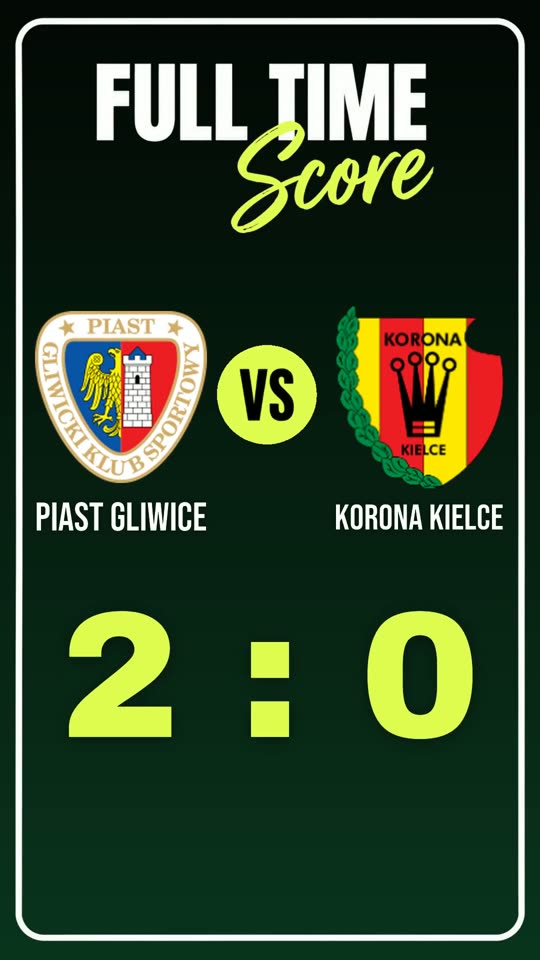 FULL TIME
Score
PIAST
GLIWICKI KLUB SPORTOWY
VS
KORONA
KIELCE
PIAST GLIWICE
KORONA KIELCE
2 : 0